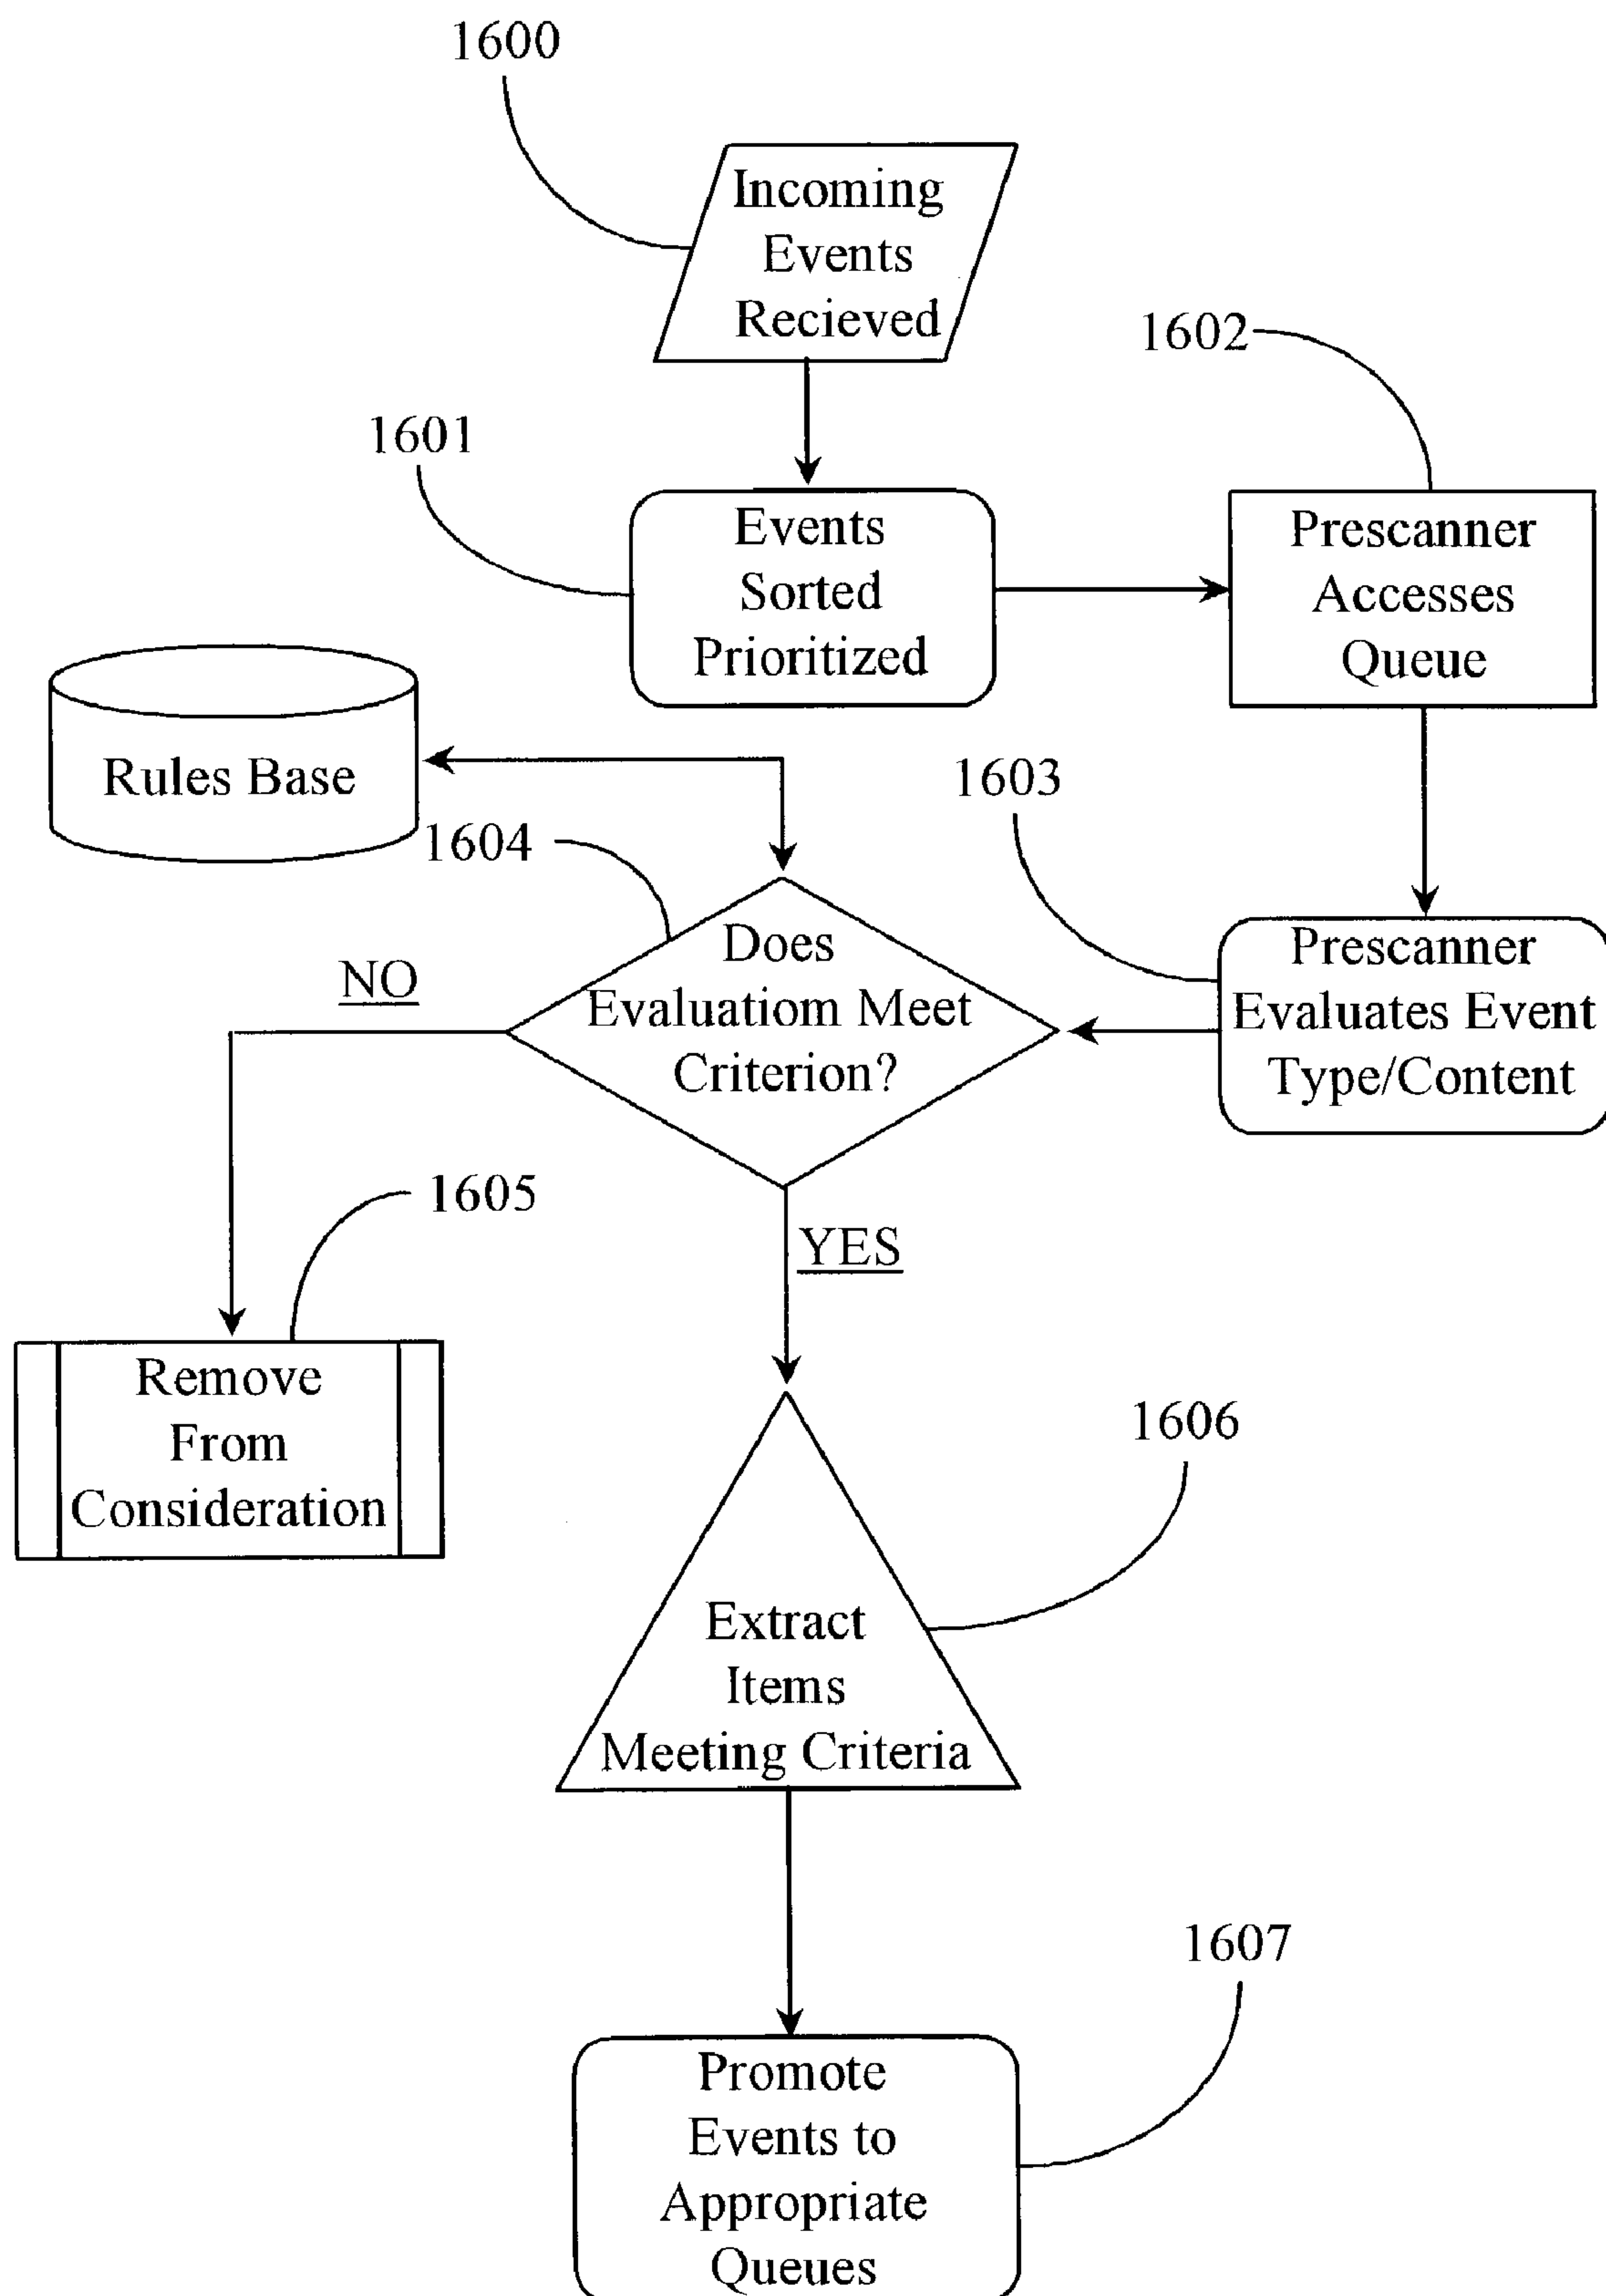 1600
Incoming
Events
Recieved
1602
1601
Events
Sorted
Prioritized
Prescanner
Accesses
Queue
Rules Base
1603
1604
Does
Evaluatiom Meet
Criterion?
NO
Prescanner
Evaluates Event
Type/Content
1605
YES
Remove
From
Consideration
1606
Extract
Items
Meeting Criteria
1607
Promote
Events to
Appropriate
Queues